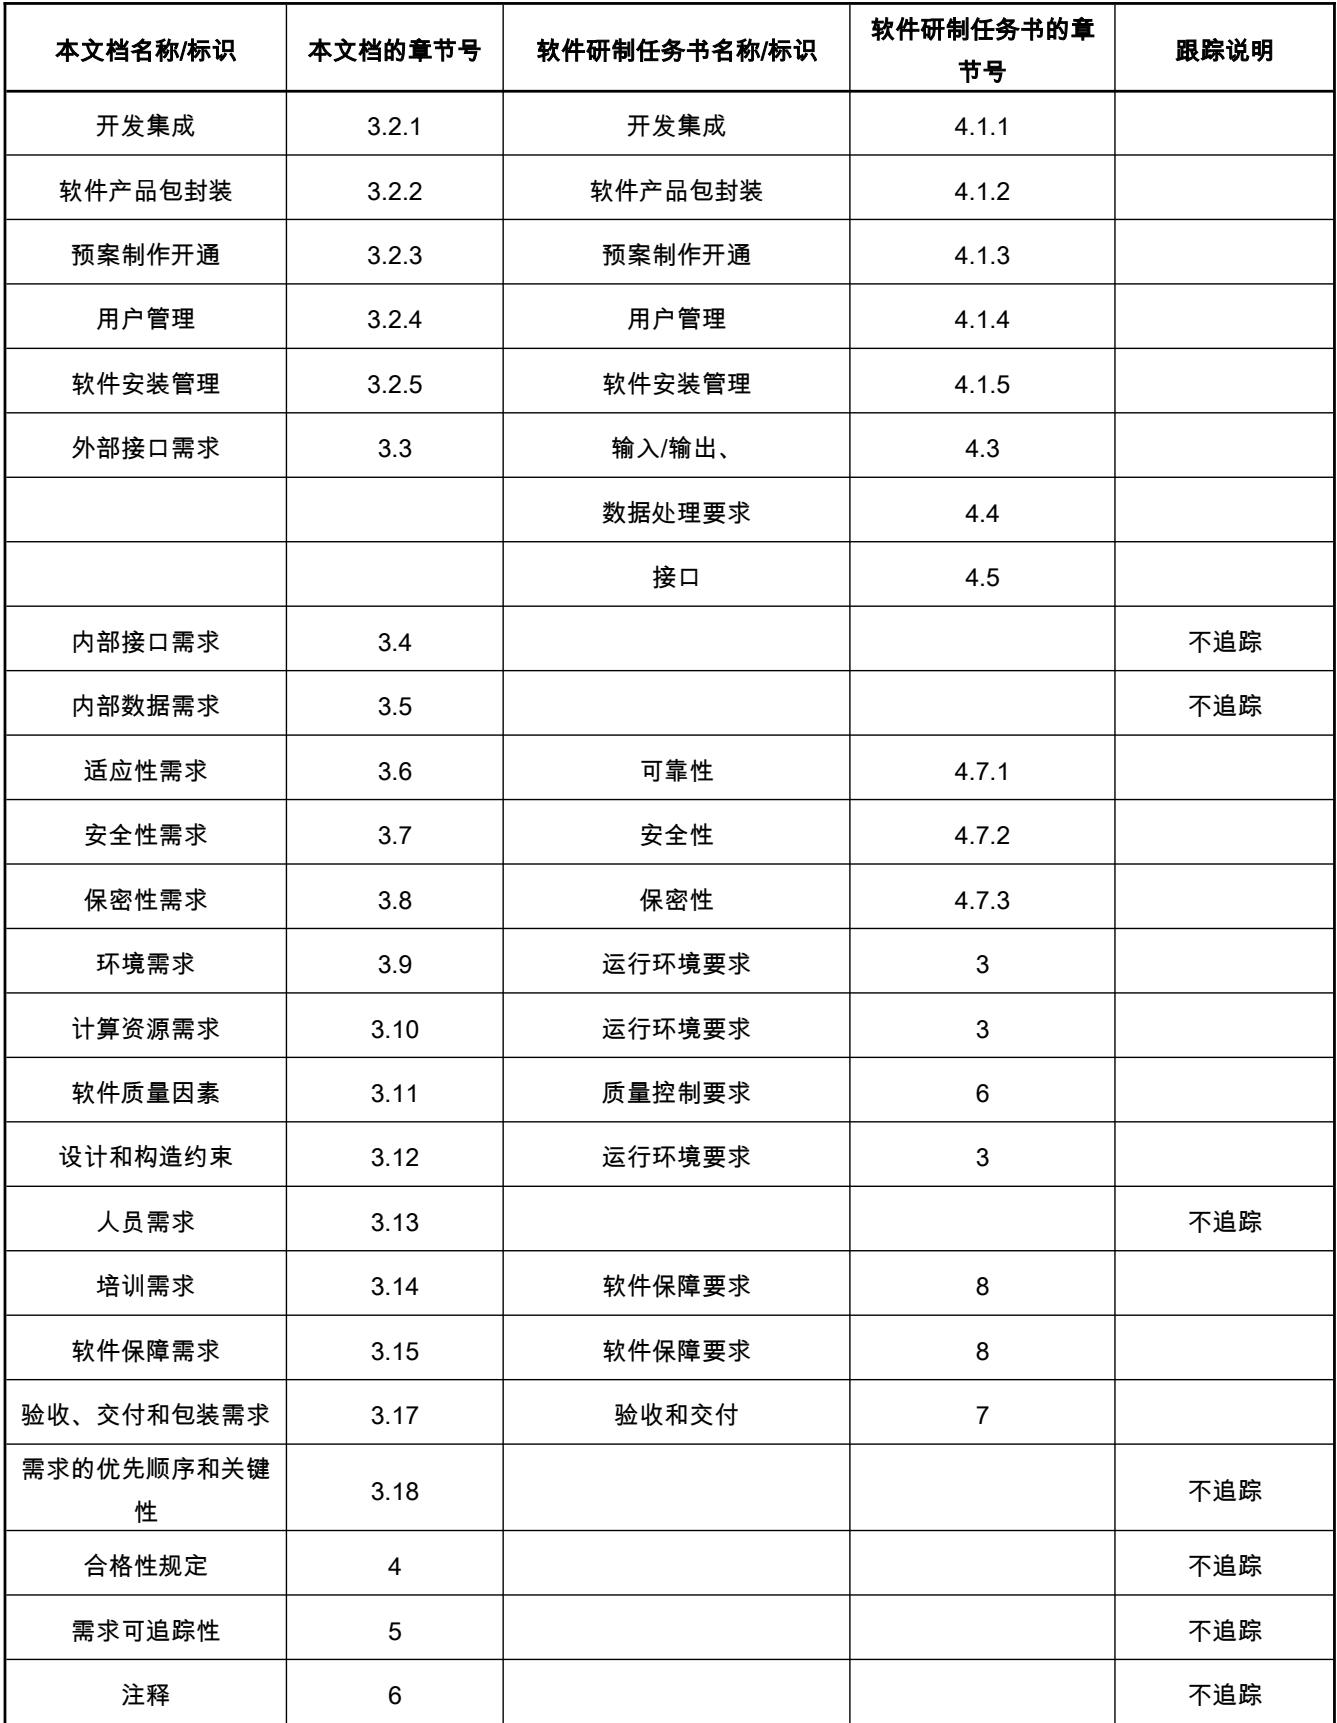 本文档名称/标识 本文档的章节号 软件研制任务书名称/标识 软件研制任务书的章节号 跟踪说明
开发集成 3.2.1 开发集成 4.1.1
软件产品包封装 3.2.2 软件产品包封装 4.1.2
预案制作开通 3.2.3 预案制作开通 4.1.3
用户管理 3.2.4 用户管理 4.1.4
软件安装管理 3.2.5 软件安装管理 4.1.5
外部接口需求 3.3 输入/输出、 4.3
数据处理要求 4.4
接口 4.5
内部接口需求 3.4 不追踪
内部数据需求 3.5 不追踪
适应性需求 3.6 可靠性 4.7.1
安全性需求 3.7 安全性 4.7.2
保密性需求 3.8 保密性 4.7.3
环境需求 3.9 运行环境要求 3
计算资源需求 3.10 运行环境要求 3
软件质量因素 3.11 质量控制要求 6
设计和构造约束 3.12 运行环境要求 3
人员需求 3.13 不追踪
培训需求 3.14 软件保障要求 8
软件保障需求 3.15 软件保障要求 8
验收、交付和包装需求 3.17 验收和交付 7
需求的优先顺序和关键性 3.18 不追踪
合格性规定 4 不追踪
需求可追踪性 5 不追踪
注释 6 不追踪